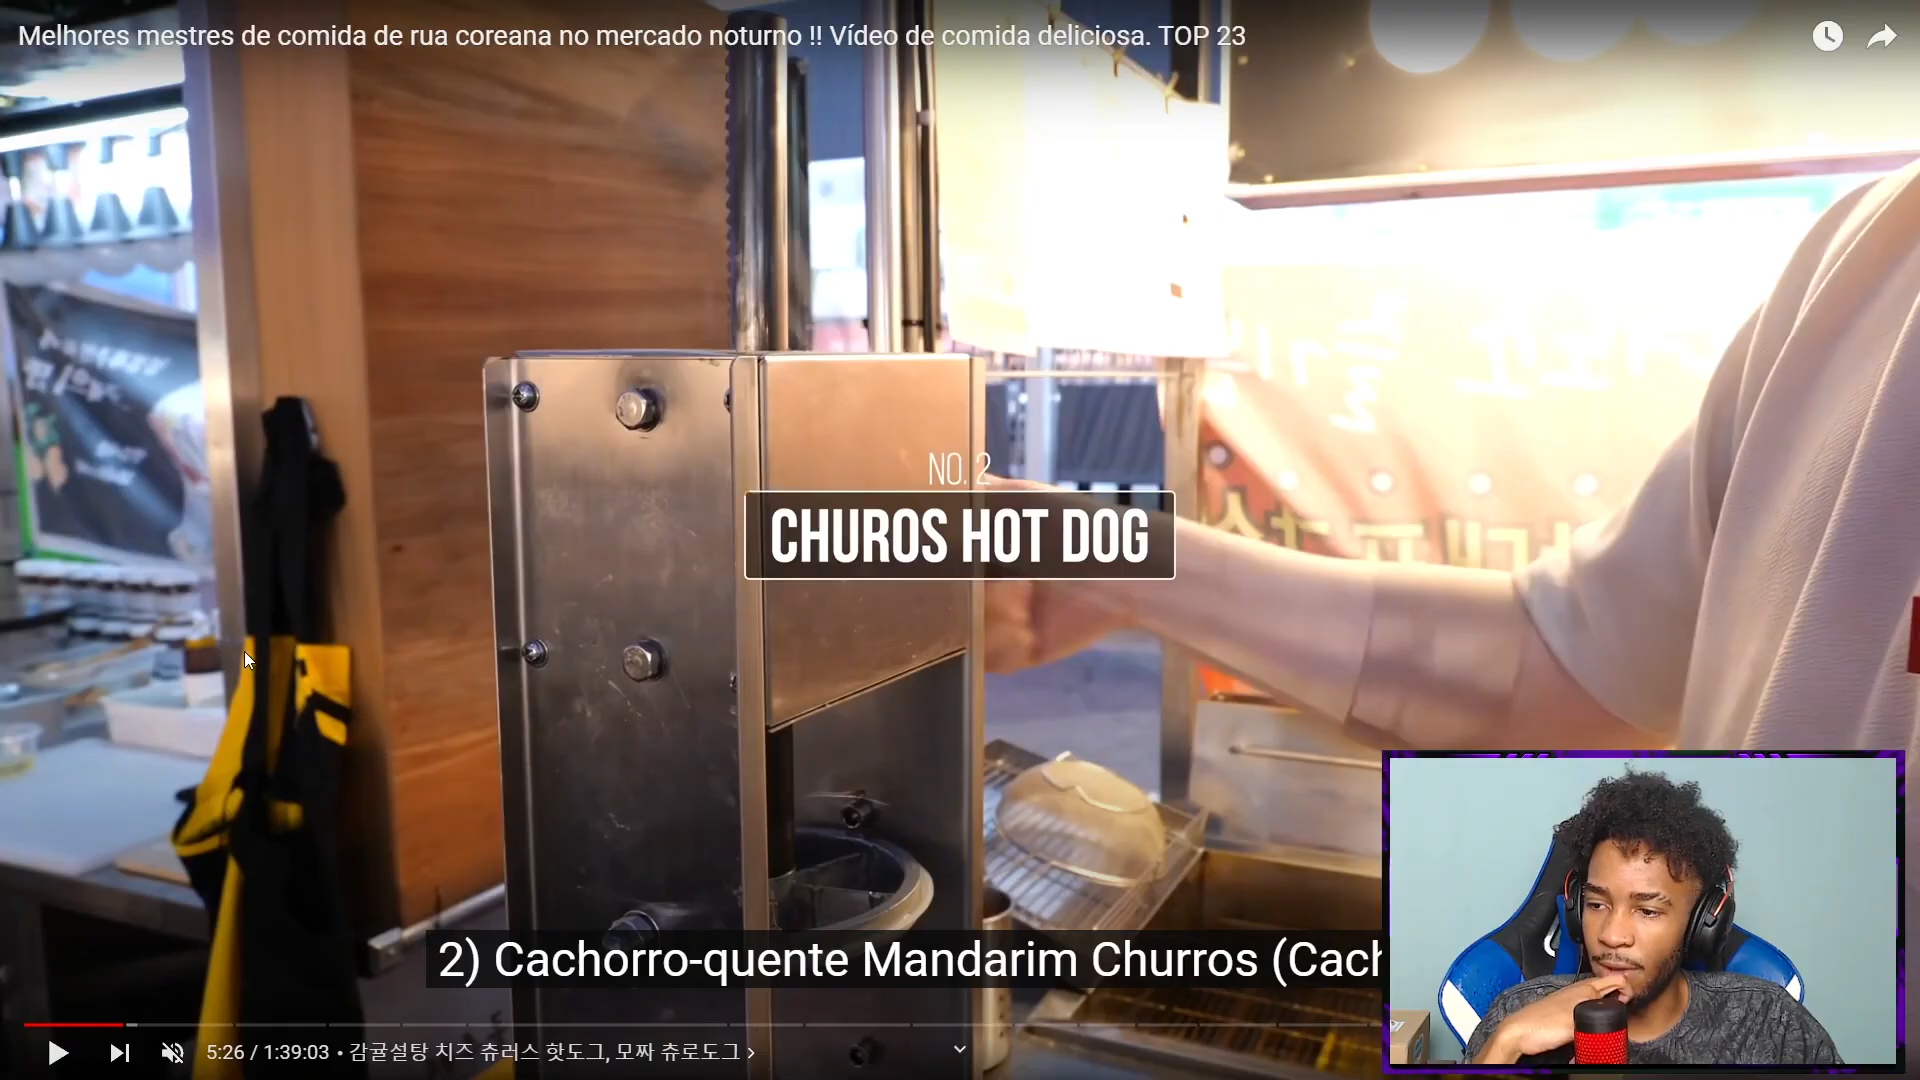 Melhores mestres de comida de rua coreana no mercado noturno !! Vídeo de comida deliciosa. TOP 23
NO. 2
CHUROS HOT DOG
2) Cachorro-quente Mandarim Churros (Cach
5:26 / 1:39:03 • 감귤설탕 치즈 츄러스 핫도그, 모짜 츄로도그 >